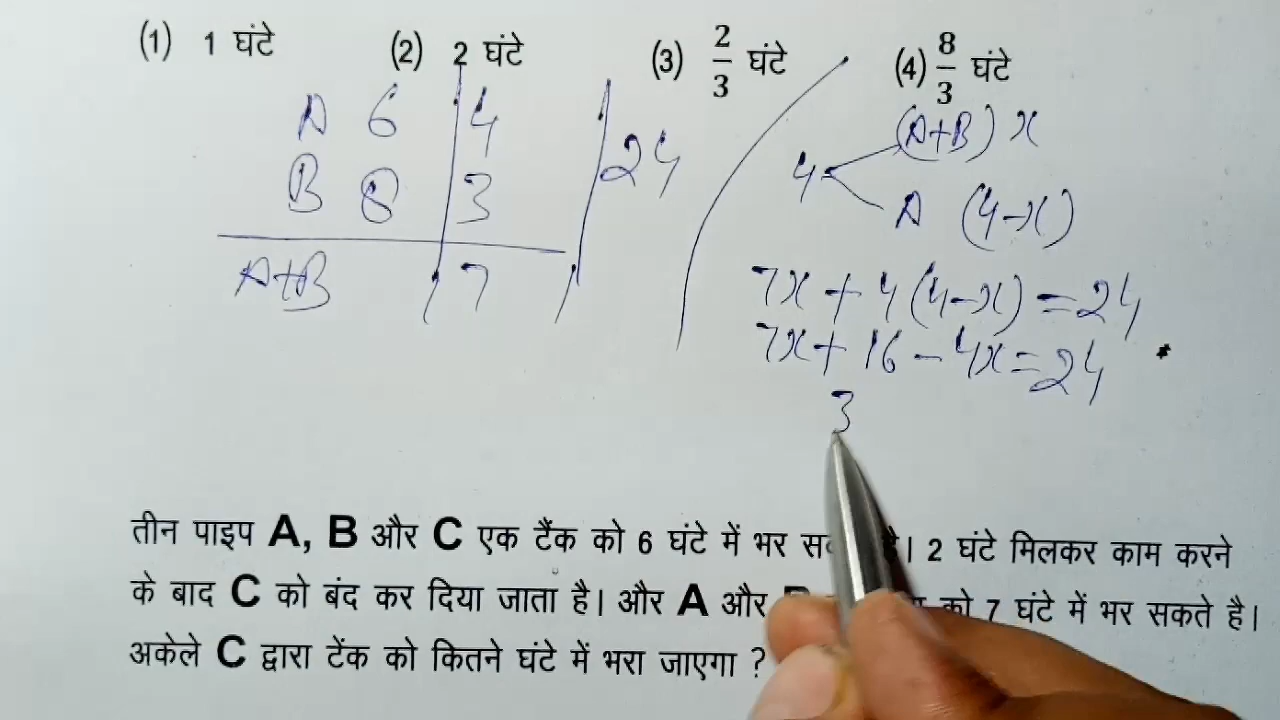 (1) 1 घंटे (2) 2 घंटे (3) 2/3 घंटे (4) 8/3 घंटे
A 6 4
B 8 3
24
A+B 7
4 (A+B) x
A (4-x)
7x + 4(4-x) = 24
7x + 16 - 4x = 24
3
तीन पाइप A, B और C एक टैंक को 6 घंटे में भर है। 2 घंटे मिलकर काम करने
के बाद C को बंद कर दिया जाता है। और A और को 7 घंटे में भर सकते है।
अकेले C द्वारा टेंक को कितने घंटे में भरा जाएगा ?